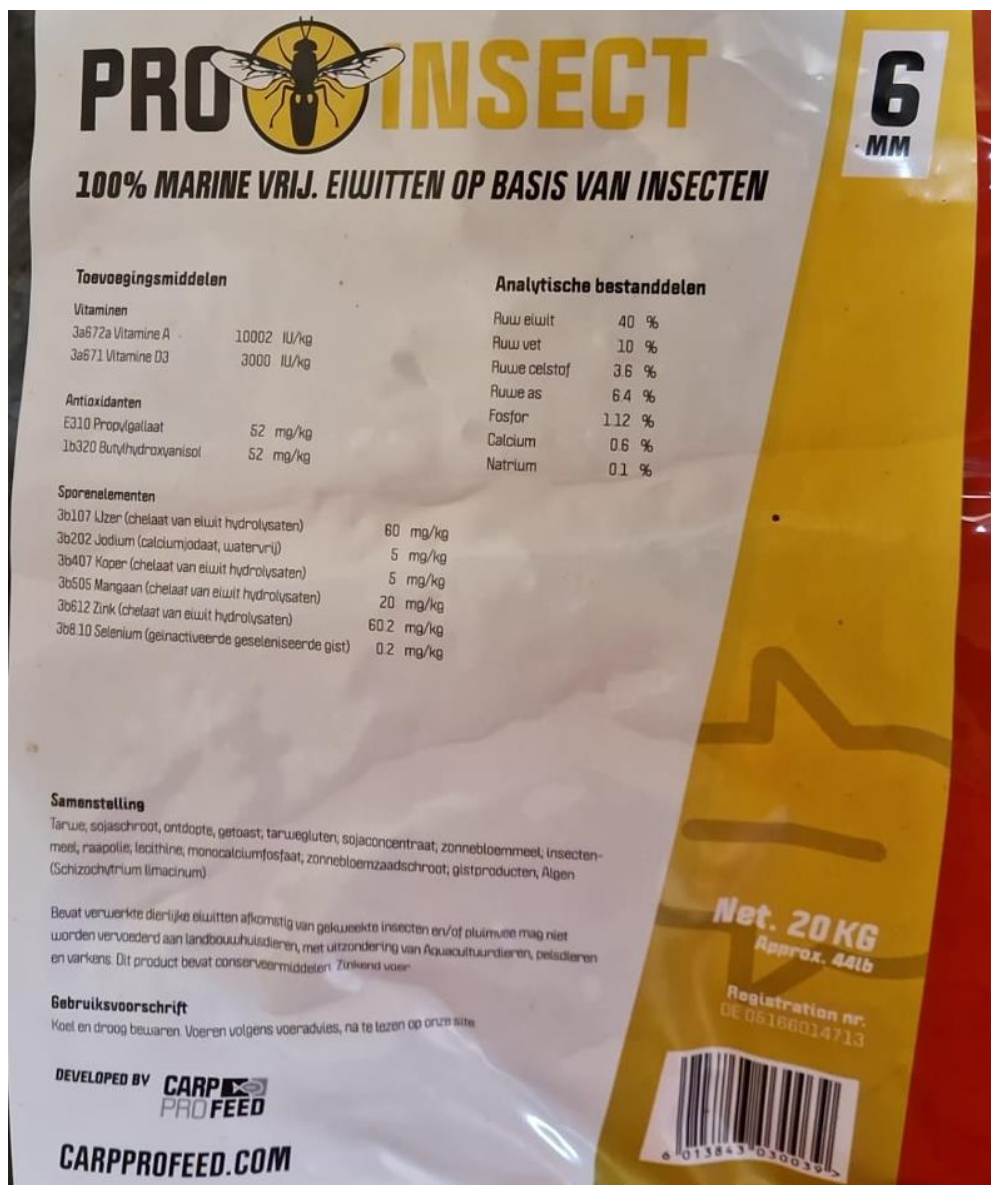 PRO INSECT
6
MM
100% MARINE VRIJ. EIWITTEN OP BASIS VAN INSECTEN
Toevoegingsmiddelen
Vitaminen
3a672a Vitamine A 10002 IU/kg
3a671 Vitamine D3 3000 IU/kg
Antioxidanten
E310 Propylgallaat 52 mg/kg
1b320 Butylhydroxyanisol 52 mg/kg
Sporenelementen
3b107 IJzer (chelaat van eiwit hydrolysaten) 60 mg/kg
3b202 Jodium (calciumjodaat, watervrij) 5 mg/kg
3b407 Koper (chelaat van eiwit hydrolysaten) 5 mg/kg
3b505 Mangaan (chelaat van eiwit hydrolysaten) 20 mg/kg
3b612 Zink (chelaat van eiwit hydrolysaten) 60.2 mg/kg
3b8.10 Selenium (geinactiveerde geseleniseerde gist) 0.2 mg/kg
Analytische bestanddelen
Ruw eiwit 40 %
Ruw vet 10 %
Ruwe celstof 3.6 %
Ruwe as 6.4 %
Fosfor 1.12 %
Calcium 0.6 %
Natrium 0.1 %
Samenstelling
Tarwe, sojaschroot, ontdopte, getoast; tarwegluten; sojaconcentraat; zonnebloemmeel; insecten-
meel; raapolie; lecithine; monocalciumfosfaat; zonnebloemzaadschroot; gistproducten, Algen
(Schizochytrium limacinum)
Bevat verwerkte dierlijke eiwitten afkomstig van gekweekte insecten en/of pluimvee mag niet
worden vervoederd aan landbouwhuisdieren, met uitzondering van Aquacultuurdieren, pelsdieren
en varkens. Dit product bevat conserveermiddelen. Zinkend voer
Gebruiksvoorschrift
Koel en droog bewaren. Voeren volgens voeradvies, na te lezen op onze site
DEVELOPED BY CARP
PRO FEED
CARPPROFEED.COM
Net. 20 KG
Approx. 44lb
Registration nr.
DE 05166014713
6 013843 030039 >